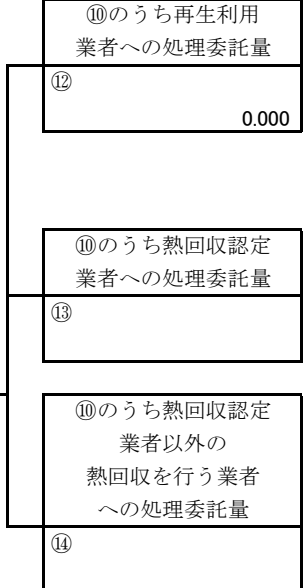 ⑩のうち再生利用
業者への処理委託量
⑫
0.000
⑩のうち熱回収認定
業者への処理委託量
⑬
⑩のうち熱回収認定
業者以外の
熱回収を行う業者
への処理委託量
⑭